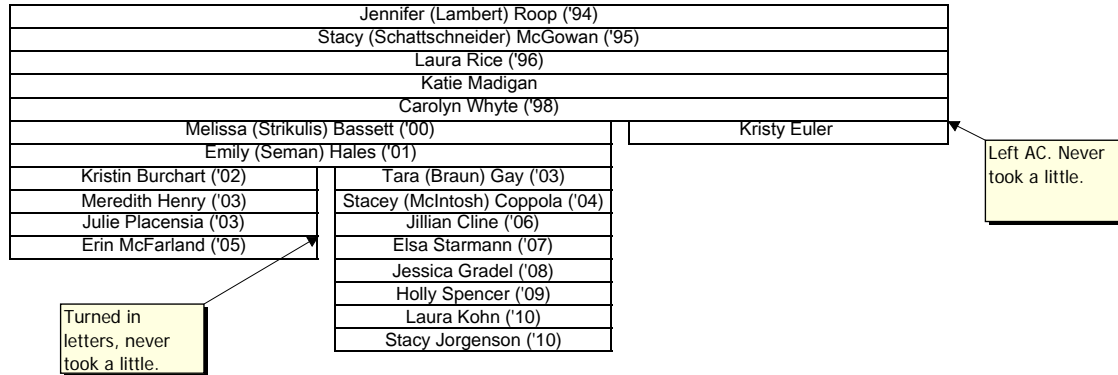 Jennifer (Lambert) Roop ('94)
Stacy (Schattschneider) McGowan ('95)
Laura Rice ('96)
Katie Madigan
Carolyn Whyte ('98)
Melissa (Strikulis) Bassett ('00)
Kristy Euler
Emily (Seman) Hales ('01)
Left AC. Never
took a little.
Kristin Burchart ('02)
Meredith Henry ('03)
Julie Placensia ('03)
Erin McFarland ('05)
Tara (Braun) Gay ('03)
Stacey (McIntosh) Coppola ('04)
Jillian Cline ('06)
Elsa Starmann ('07)
Jessica Gradel ('08)
Holly Spencer ('09)
Laura Kohn ('10)
Stacy Jorgenson ('10)
Turned in
letters, never
took a little.